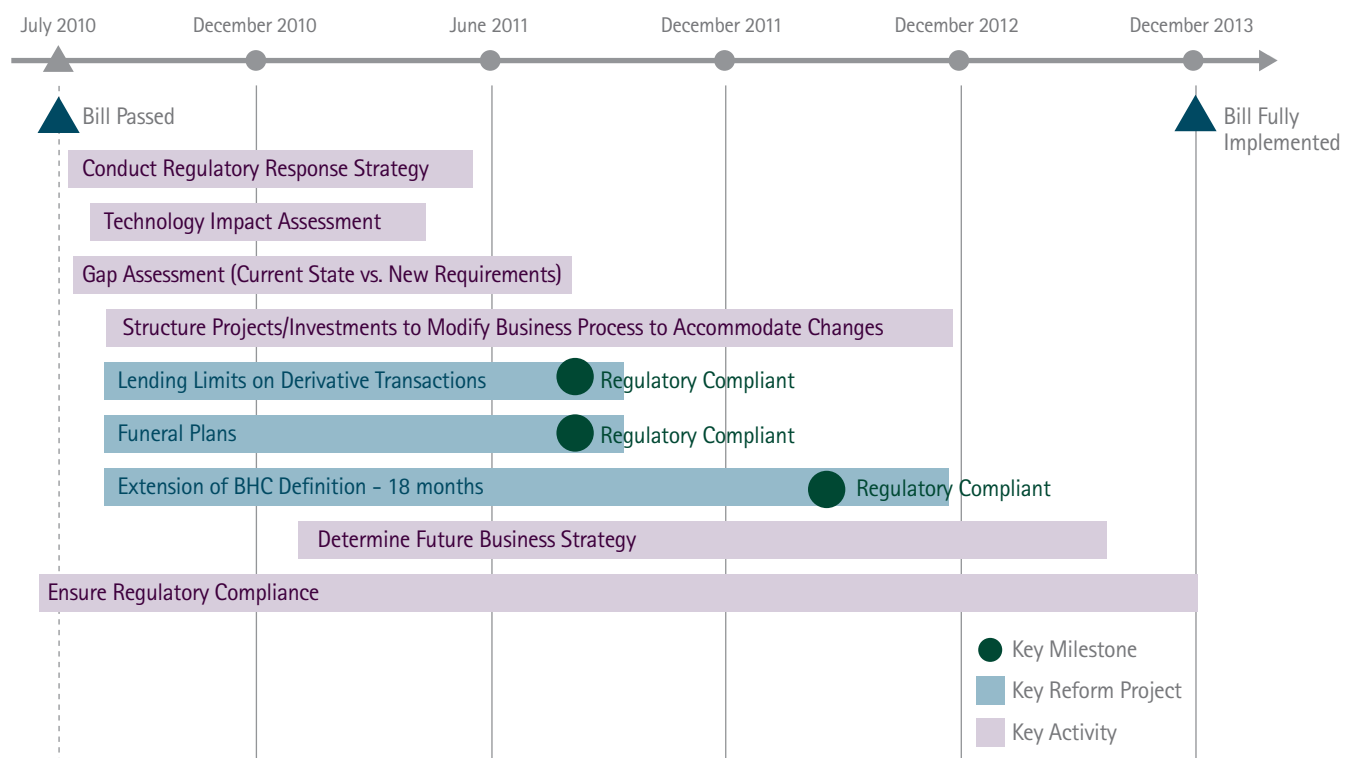 July 2010
December 2010
June 2011
December 2011
December 2012
December 2013
Bill Passed
Bill Fully
Implemented
Conduct Regulatory Response Strategy
Technology Impact Assessment
Gap Assessment (Current State vs. New Requirements)
Structure Projects/Investments to Modify Business Process to Accommodate Changes
Lending Limits on Derivative Transactions
Regulatory Compliant
Funeral Plans
Regulatory Compliant
Extension of BHC Definition - 18 months
Regulatory Compliant
Determine Future Business Strategy
Ensure Regulatory Compliance
Key Milestone
Key Reform Project
Key Activity